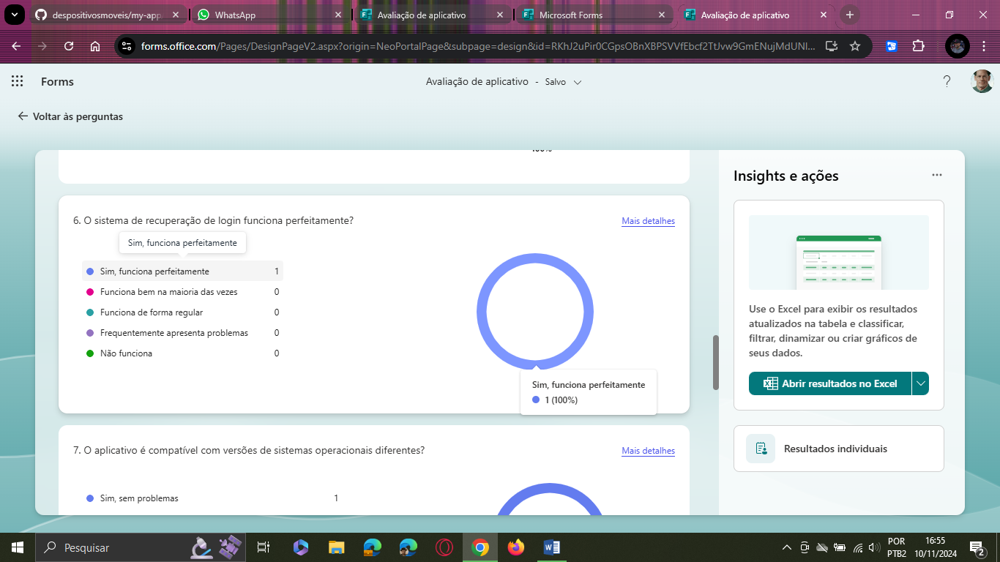 despositivosmoveis/my-app
WhatsApp
Avaliação de aplicativo
Microsoft Forms
Avaliação de aplicativo
forms.office.com/Pages/DesignPageV2.aspx?origin=NeoPortalPage&subpage=design&id=RKhJ2uPir0CGpsOBnXBPSVVfEbcf2TtJvw9GmENujMdUNl...
Forms
Avaliação de aplicativo - Salvo
?
Voltar às perguntas
100%
6. O sistema de recuperação de login funciona perfeitamente?
Mais detalhes
Sim, funciona perfeitamente
Sim, funciona perfeitamente 1
Funciona bem na maioria das vezes 0
Funciona de forma regular 0
Frequentemente apresenta problemas 0
Não funciona 0
Sim, funciona perfeitamente
1 (100%)
7. O aplicativo é compatível com versões de sistemas operacionais diferentes?
Mais detalhes
Sim, sem problemas 1
Insights e ações
Use o Excel para exibir os resultados
atualizados na tabela e classificar,
filtrar, dinamizar ou criar gráficos de
seus dados.
Abrir resultados no Excel
Resultados individuais
Pesquisar
POR
PTB2
16:55
10/11/2024
2